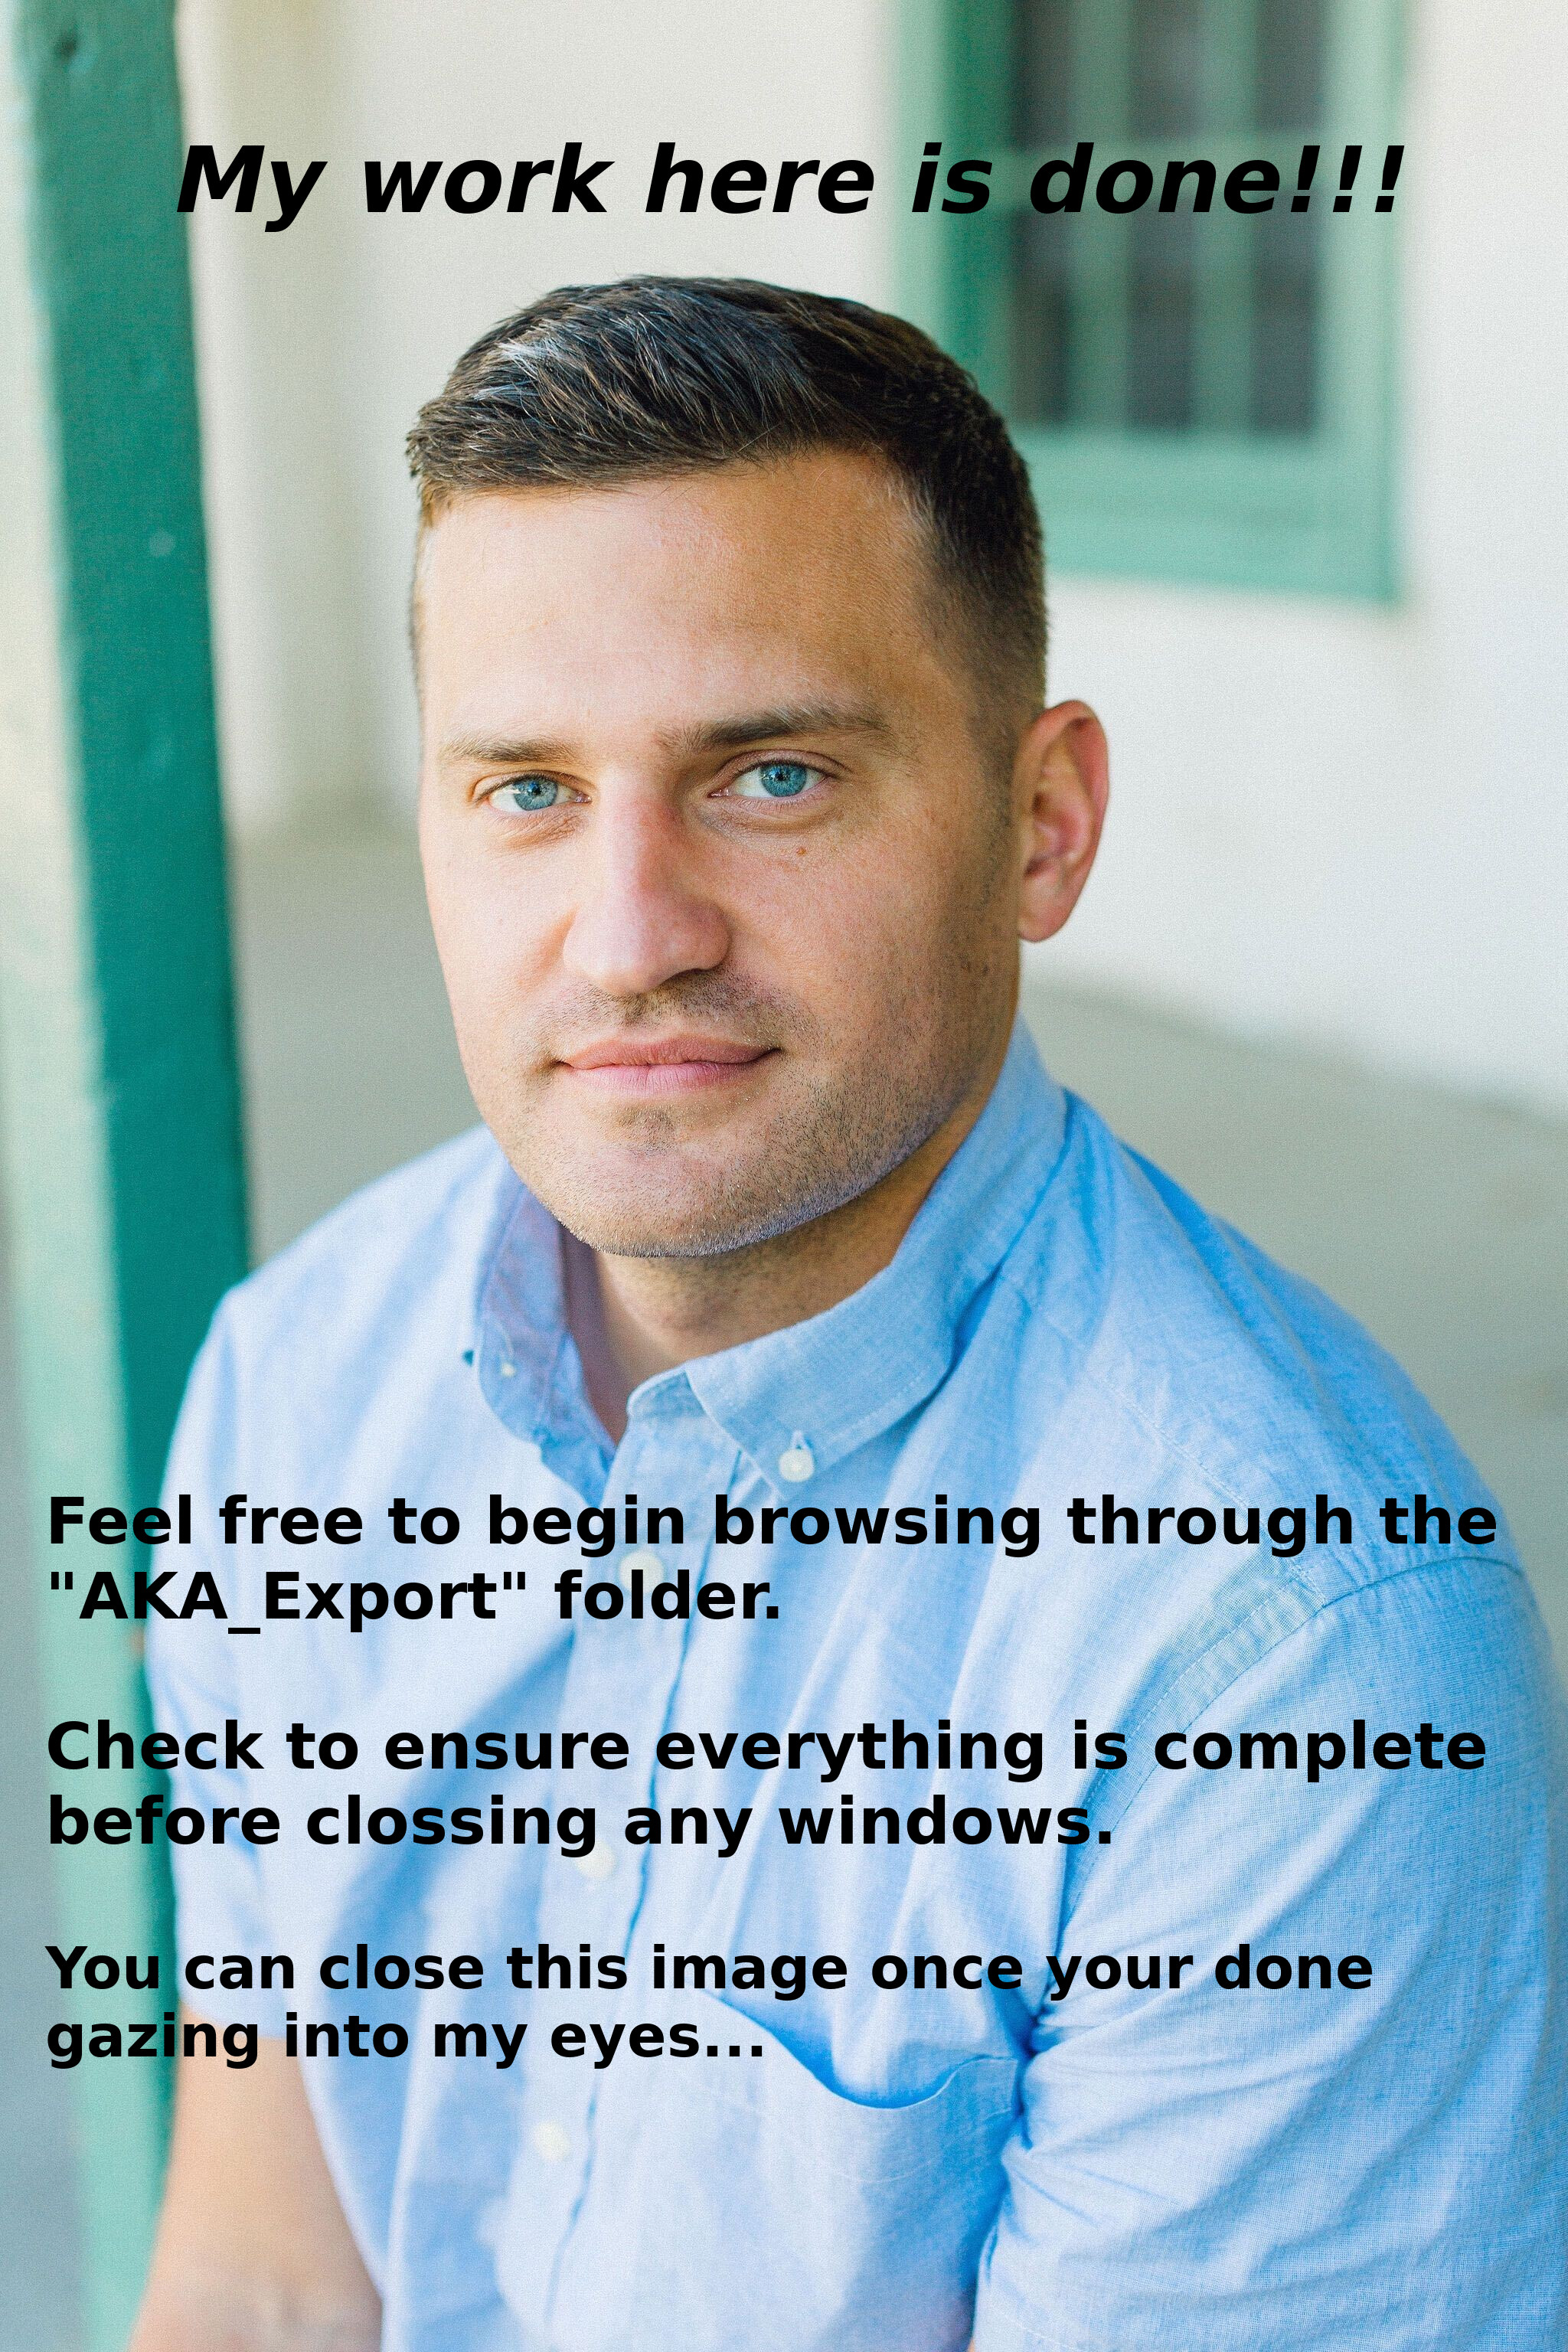 My work here is done!!!
Feel free to begin browsing through the
"AKA_Export" folder.
Check to ensure everything is complete
before clossing any windows.
You can close this image once your done
gazing into my eyes...